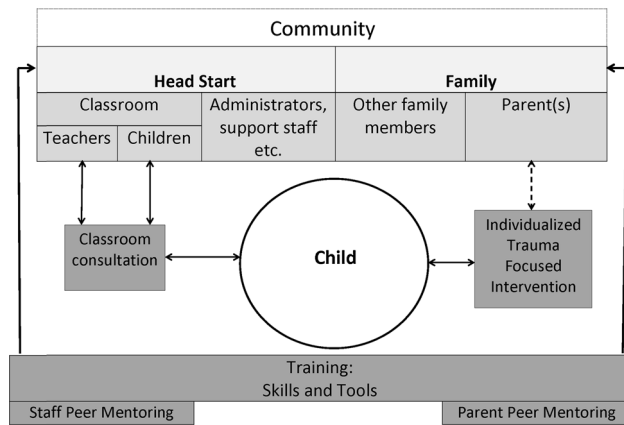 Community
Head Start
Family
Classroom
Teachers
Children
Administrators,
support staff
etc.
Other family
members
Parent(s)
Classroom
consultation
Child
Individualized
Trauma
Focused
Intervention
Training:
Skills and Tools
Staff Peer Mentoring
Parent Peer Mentoring